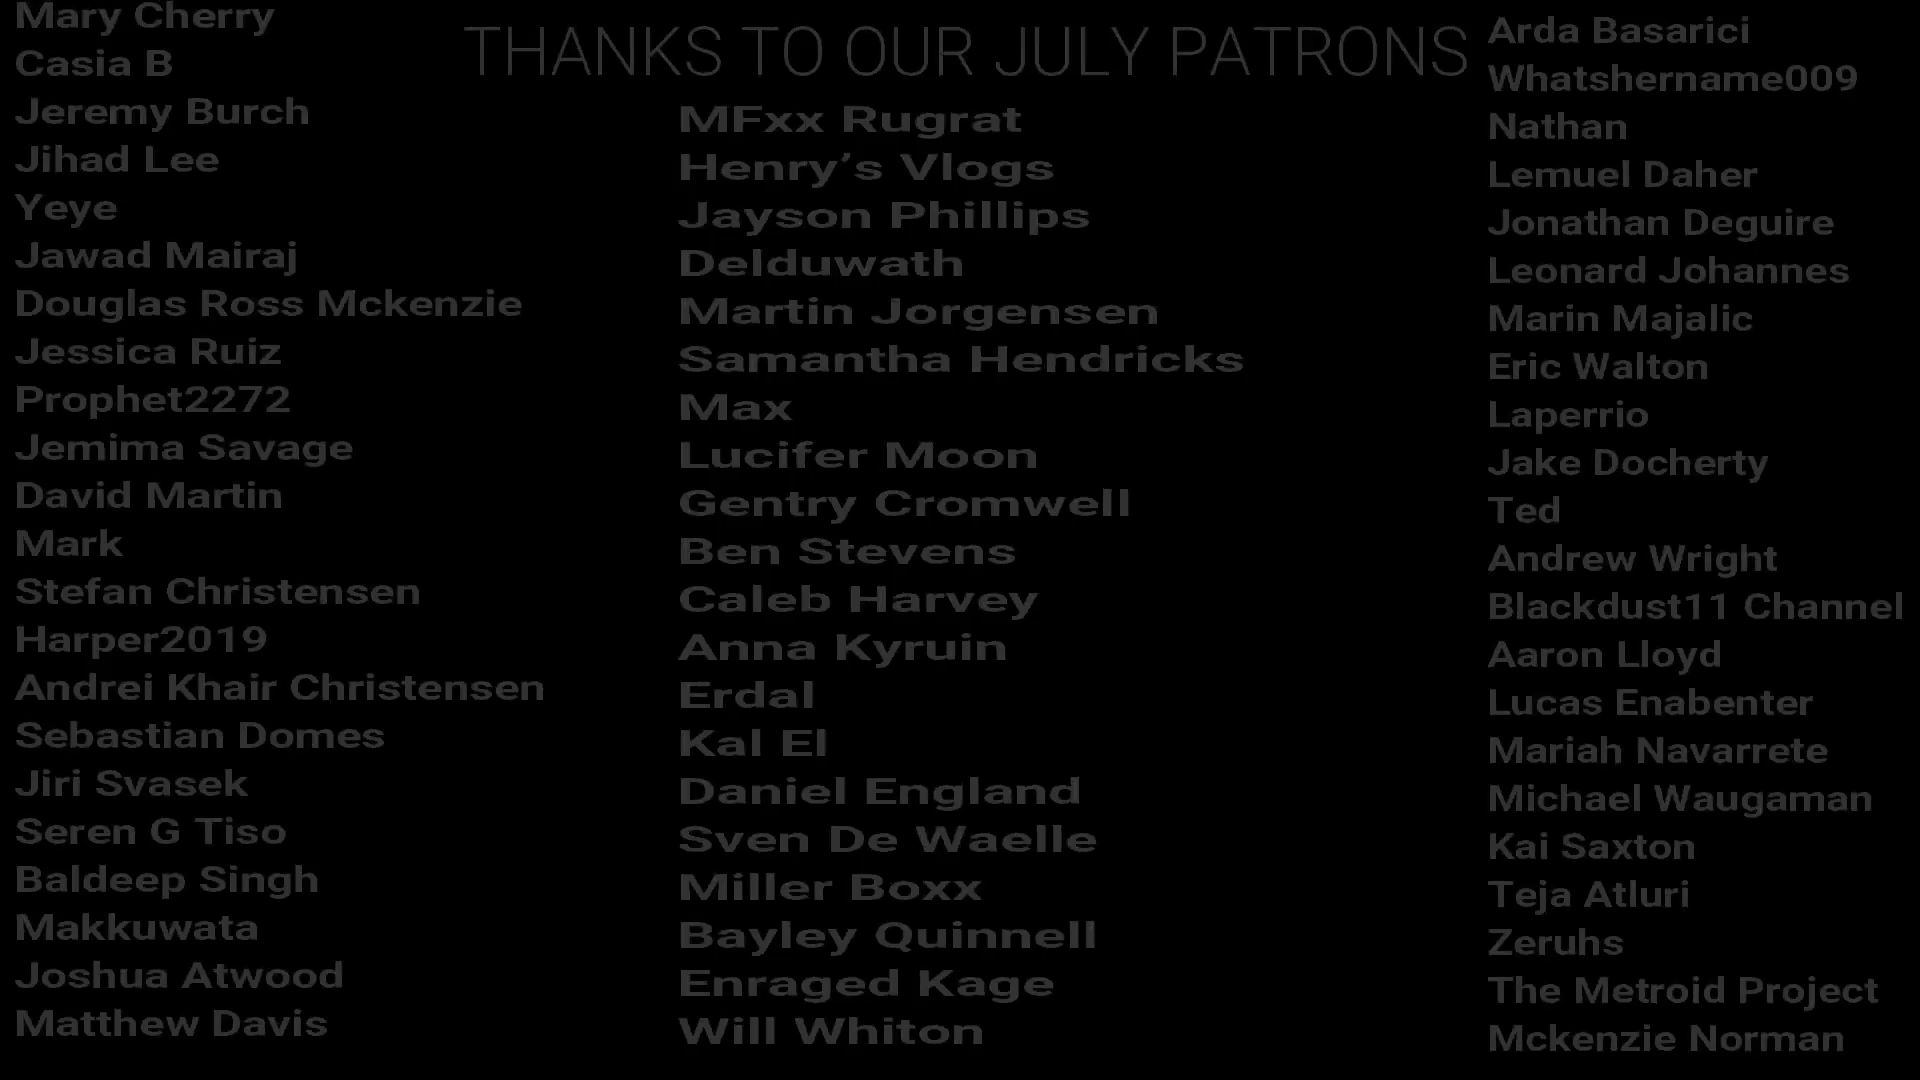 THANKS TO OUR JULY PATRONS
Mary Cherry
Casia B
Jeremy Burch
Jihad Lee
Yeye
Jawad Mairaj
Douglas Ross Mckenzie
Jessica Ruiz
Prophet2272
Jemima Savage
David Martin
Mark
Stefan Christensen
Harper2019
Andrei Khair Christensen
Sebastian Domes
Jiri Svasek
Seren G Tiso
Baldeep Singh
Makkuwata
Joshua Atwood
Matthew Davis
MFxx Rugrat
Henry’s Vlogs
Jayson Phillips
Delduwath
Martin Jorgensen
Samantha Hendricks
Max
Lucifer Moon
Gentry Cromwell
Ben Stevens
Caleb Harvey
Anna Kyruin
Erdal
Kal El
Daniel England
Sven De Waelle
Miller Boxx
Bayley Quinnell
Enraged Kage
Will Whiton
Arda Basarici
Whatshername009
Nathan
Lemuel Daher
Jonathan Deguire
Leonard Johannes
Marin Majalic
Eric Walton
Laperrio
Jake Docherty
Ted
Andrew Wright
Blackdust11 Channel
Aaron Lloyd
Lucas Enabenter
Mariah Navarrete
Michael Waugaman
Kai Saxton
Teja Atluri
Zeruhs
The Metroid Project
Mckenzie Norman